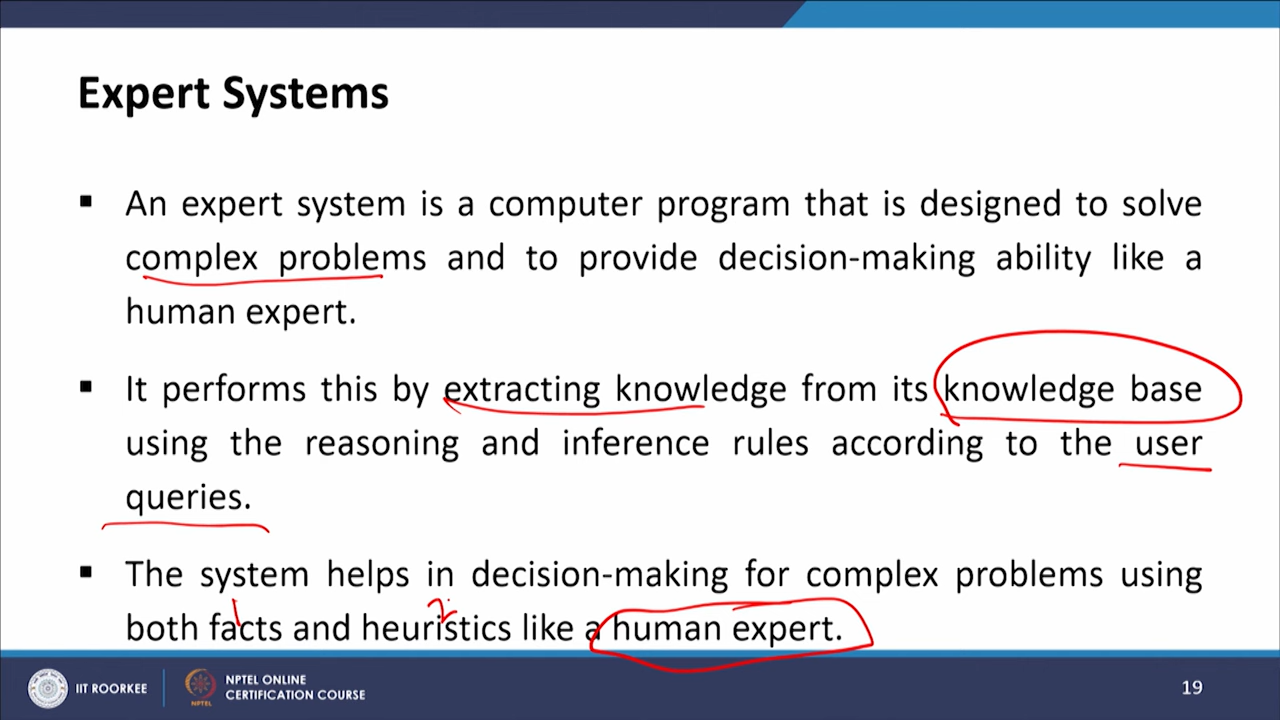 Expert Systems
▪ An expert system is a computer program that is designed to solve
complex problems and to provide decision-making ability like a
human expert.
▪ It performs this by extracting knowledge from its knowledge base
using the reasoning and inference rules according to the user
queries.
▪ The system helps in decision-making for complex problems using
1 2
both facts and heuristics like a human expert.
IIT ROORKEE
NPTEL
NPTEL ONLINE
CERTIFICATION COURSE
19